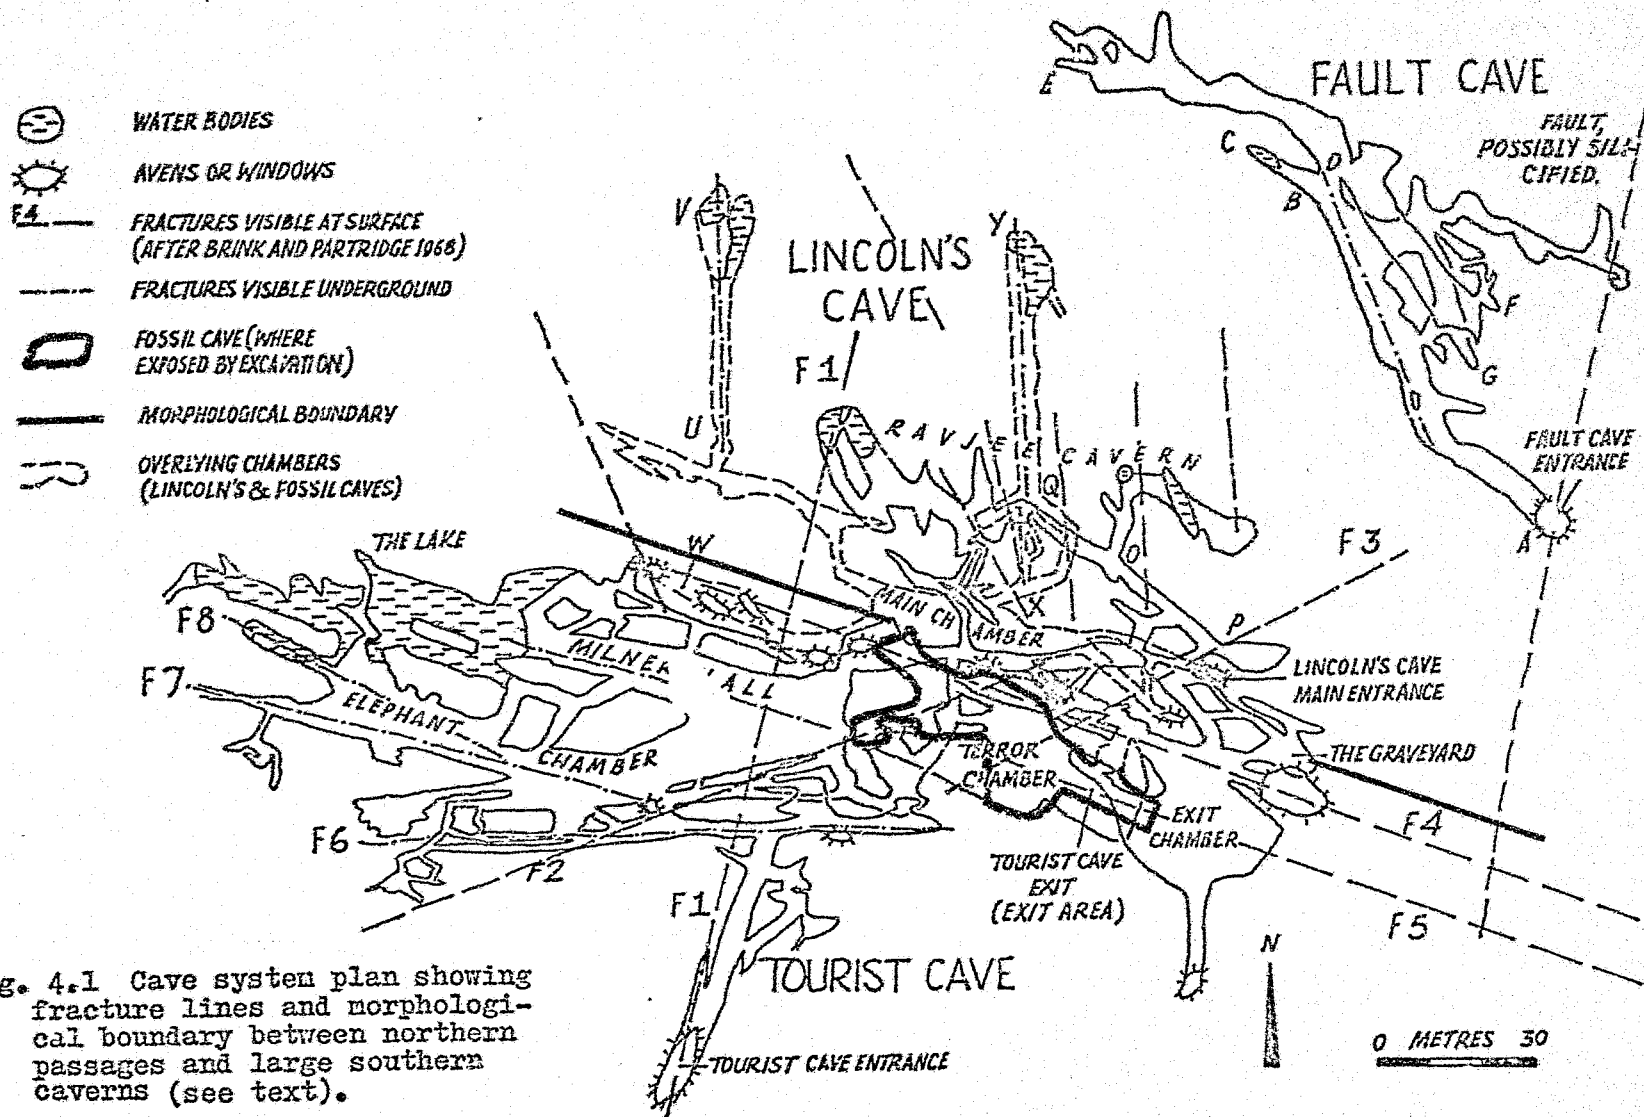 FAULT CAVE
FAULT,
POSSIBLY SILI-
CIFIED.
E
C
D
B
F
G
FAULT CAVE
ENTRANCE
A
WATER BODIES
AVENS OR WINDOWS
F4
FRACTURES VISIBLE AT SURFACE
(AFTER BRINK AND PARTRIDGE 1968)
FRACTURES VISIBLE UNDERGROUND
FOSSIL CAVE (WHERE
EXPOSED BY EXCAVATION)
MORPHOLOGICAL BOUNDARY
OVERLYING CHAMBERS
(LINCOLN'S & FOSSIL CAVES)
V
Y
LINCOLN'S
CAVE
F1
U
RAVJEE CAVERN
Q
O
F3
THE LAKE
W
X
P
MAIN CHAMBER
F8
F7
MILNER HALL
ELEPHANT
CHAMBER
LINCOLN'S CAVE
MAIN ENTRANCE
THE GRAVEYARD
TERROR
CHAMBER
EXIT
CHAMBER
F4
F6
F2
TOURIST CAVE
EXIT
(EXIT AREA)
F1
F5
N
TOURIST CAVE
TOURIST CAVE ENTRANCE
0 METRES 30
g. 4.1 Cave system plan showing
fracture lines and morphologi-
cal boundary between northern
passages and large southern
caverns (see text).